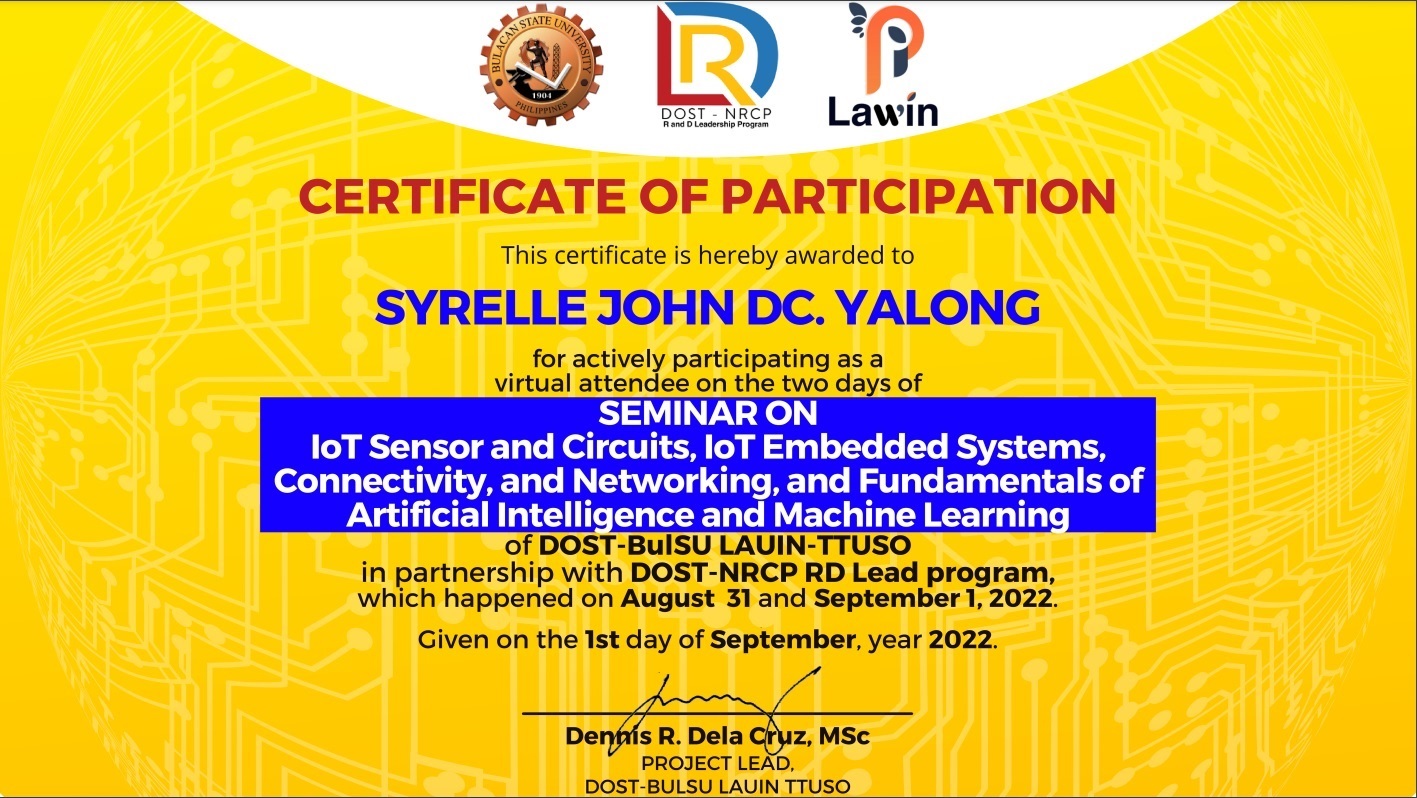 BULACAN STATE UNIVERSITY
1904
PHILIPPINES
DOST - NRCP
R and D Leadership Program
Lawin
CERTIFICATE OF PARTICIPATION
This certificate is hereby awarded to
SYRELLE JOHN DC. YALONG
for actively participating as a
virtual attendee on the two days of
SEMINAR ON
IoT Sensor and Circuits, IoT Embedded Systems,
Connectivity, and Networking, and Fundamentals of
Artificial Intelligence and Machine Learning
of DOST-BulSU LAUIN-TTUSO
in partnership with DOST-NRCP RD Lead program,
which happened on August 31 and September 1, 2022.
Given on the 1st day of September, year 2022.
Dennis R. Dela Cruz, MSc
PROJECT LEAD,
DOST-BULSU LAUIN TTUSO